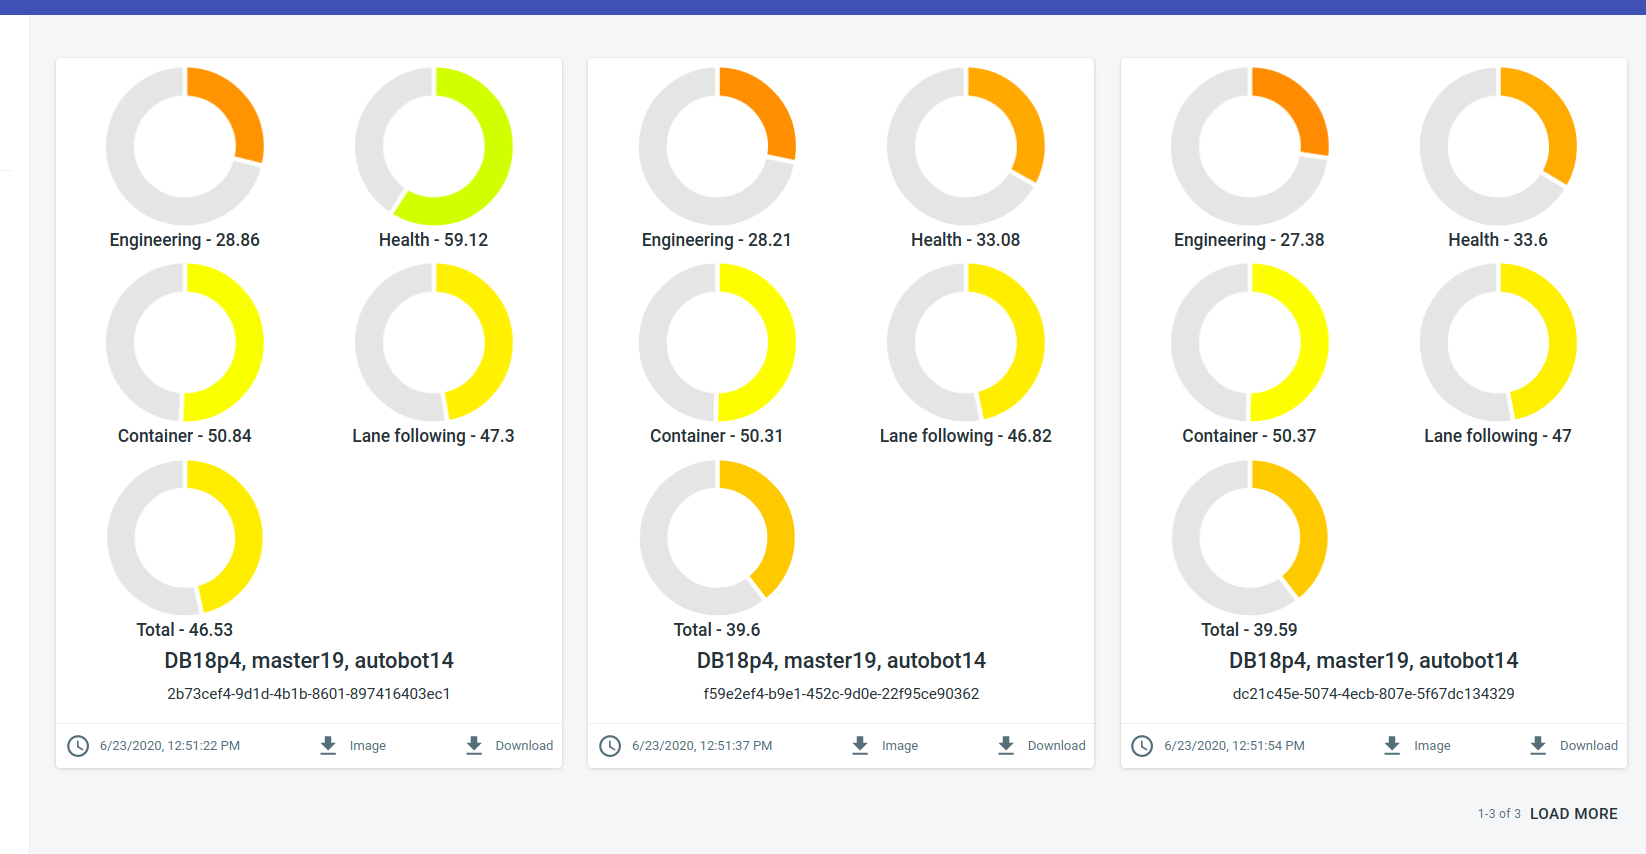 Engineering - 28.86
Health - 59.12
Container - 50.84
Lane following - 47.3
Total - 46.53
DB18p4, master19, autobot14
2b73cef4-9d1d-4b1b-8601-897416403ec1
6/23/2020, 12:51:22 PM
Image
Download
Engineering - 28.21
Health - 33.08
Container - 50.31
Lane following - 46.82
Total - 39.6
DB18p4, master19, autobot14
f59e2ef4-b9e1-452c-9d0e-22f95ce90362
6/23/2020, 12:51:37 PM
Image
Download
Engineering - 27.38
Health - 33.6
Container - 50.37
Lane following - 47
Total - 39.59
DB18p4, master19, autobot14
dc21c45e-5074-4ecb-807e-5f67dc134329
6/23/2020, 12:51:54 PM
Image
Download
1-3 of 3 LOAD MORE